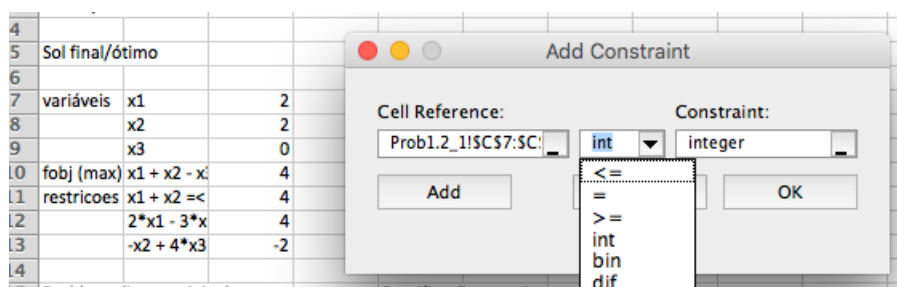 4
5 Sol final/ótimo
6
7 variáveis x1 2
8 x2 2
9 x3 0
10 fobj (max) x1 + x2 - x 4
11 restricoes x1 + x2 =< 4
12 2*x1 - 3*x 4
13 -x2 + 4*x3 -2
14
Add Constraint
Cell Reference: Constraint:
Prob1.2_1!$C$7:$C: int integer
Add OK
<=
=
>=
int
bin
dif